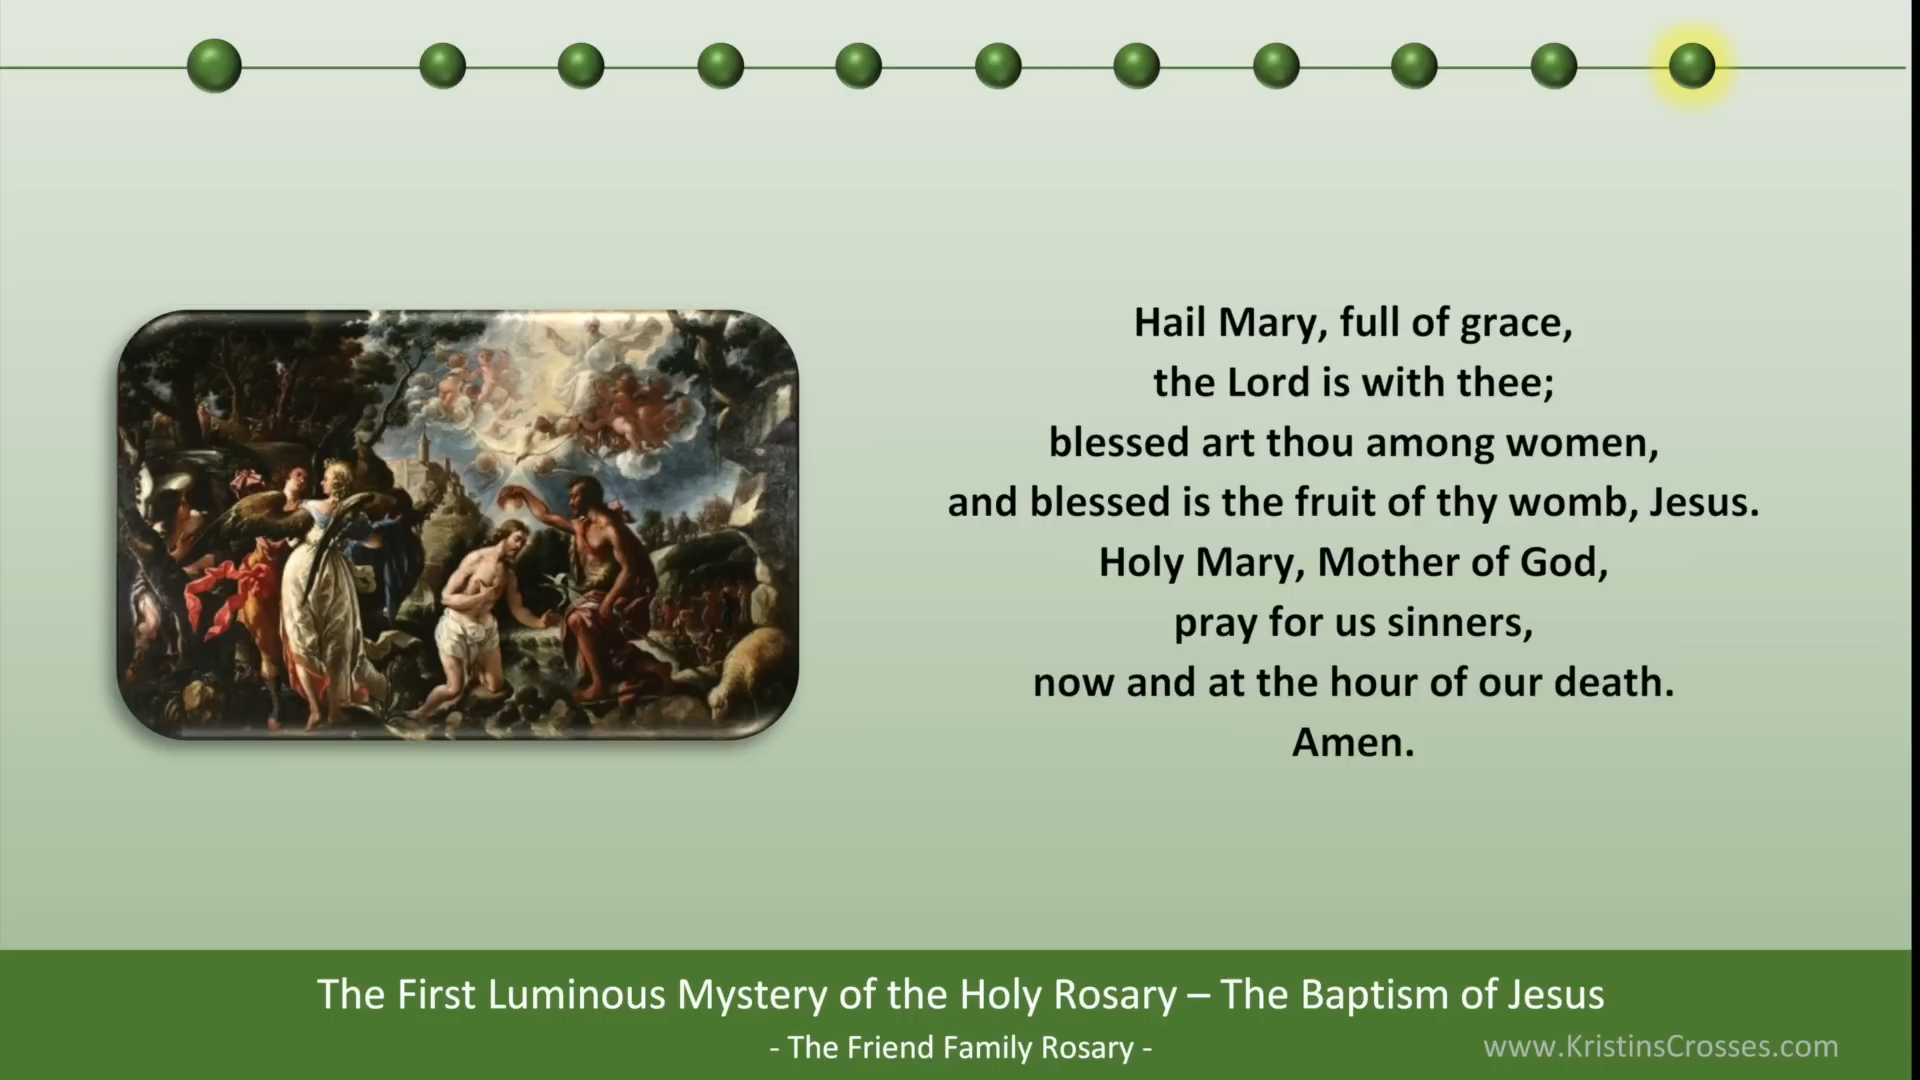 Hail Mary, full of grace,
the Lord is with thee;
blessed art thou among women,
and blessed is the fruit of thy womb, Jesus.
Holy Mary, Mother of God,
pray for us sinners,
now and at the hour of our death.
Amen.
The First Luminous Mystery of the Holy Rosary – The Baptism of Jesus
- The Friend Family Rosary -
www.KristinsCrosses.com